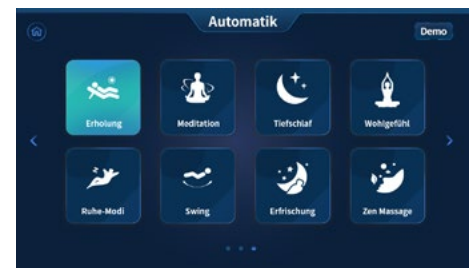 Automatik
Demo
Erholung
Meditation
Tiefschlaf
Wohlgefühl
Ruhe-Modi
Swing
Erfrischung
Zen Massage